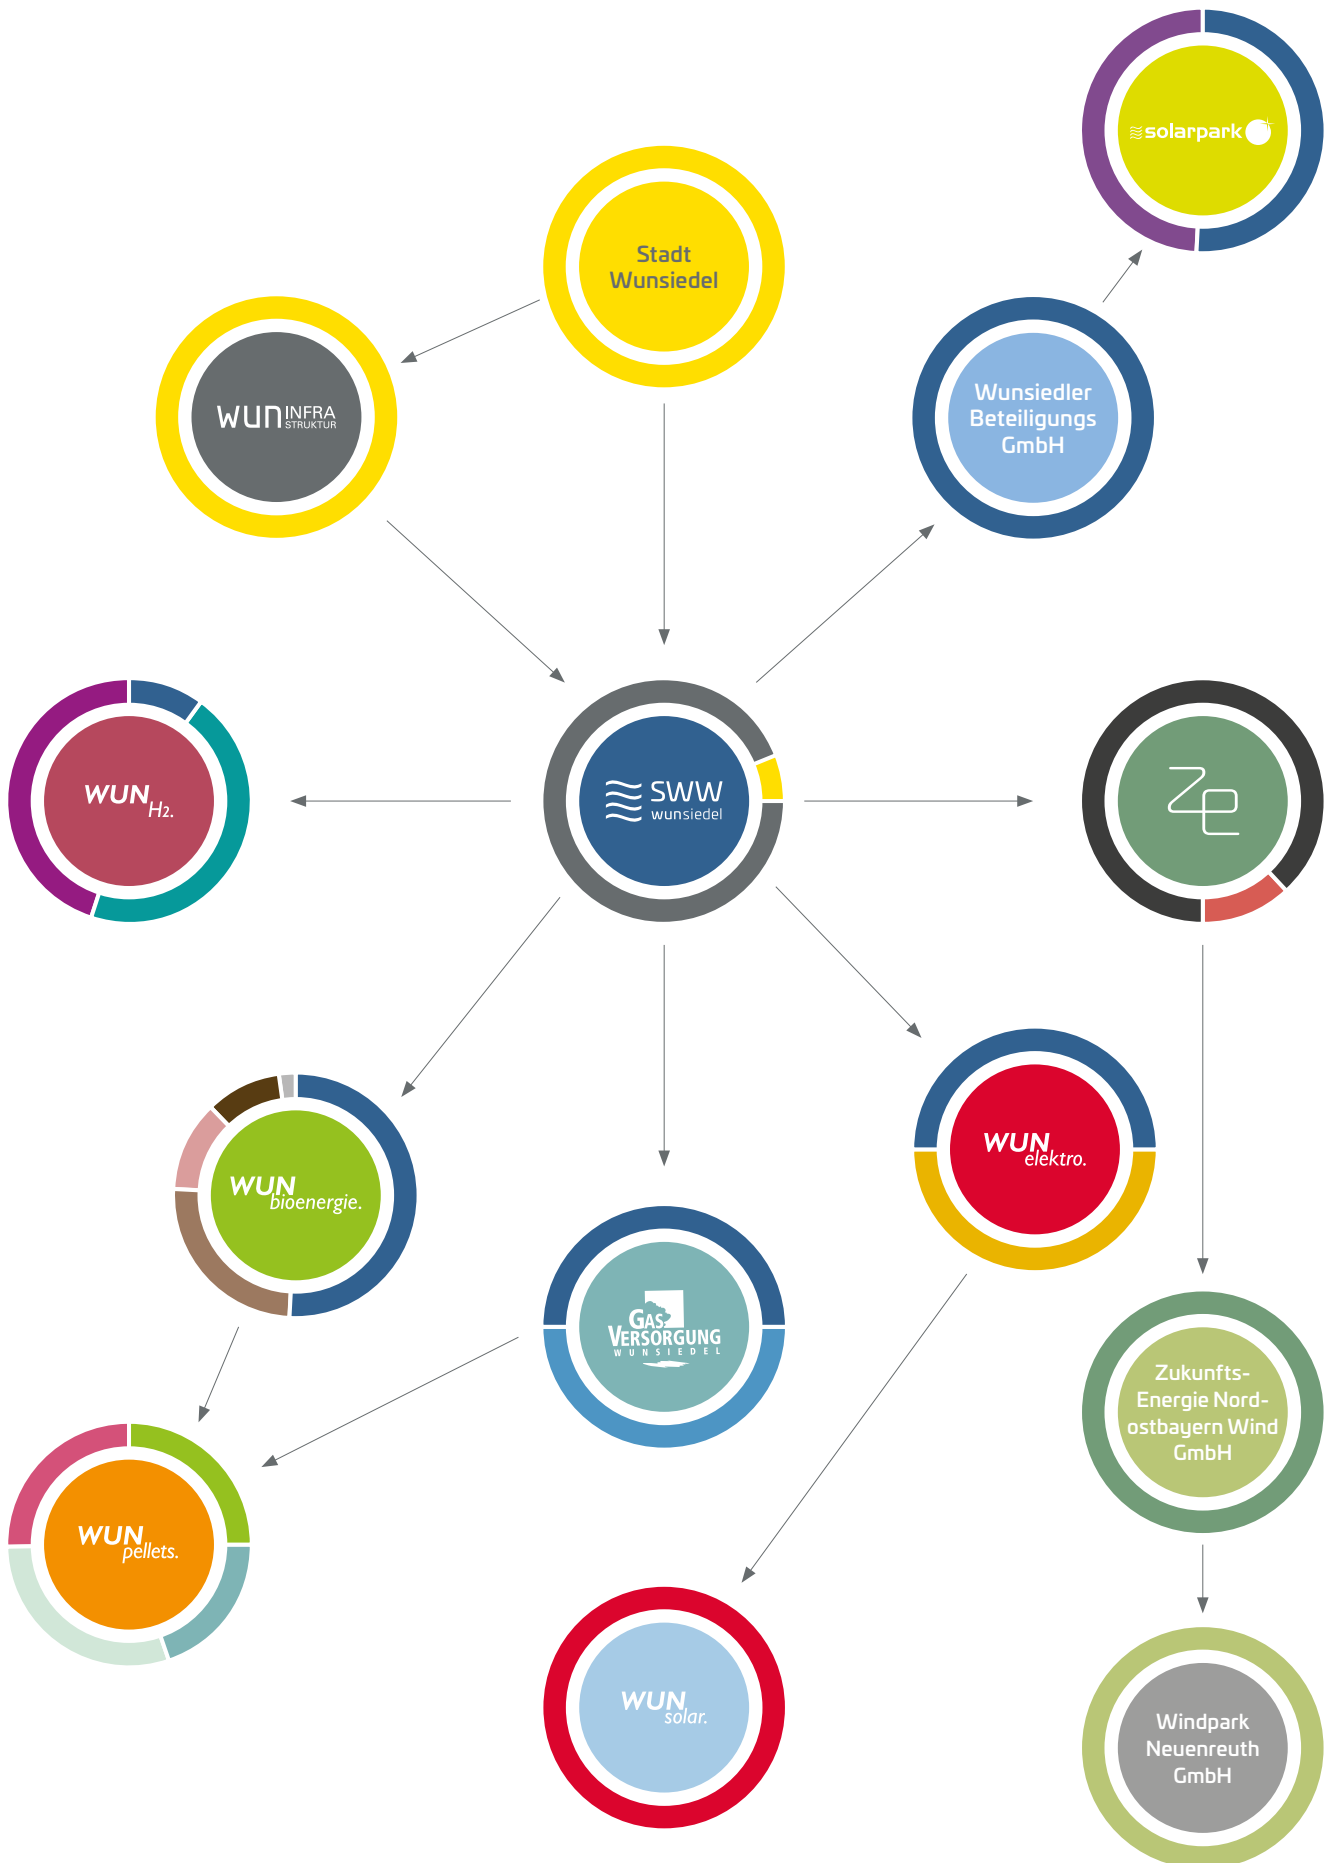 solarpark
Stadt
Wunsiedel
WUN INFRA
STRUKTUR
Wunsiedler
Beteiligungs
GmbH
WUN
H2.
SWW
wunsiedel
ZE
WUN
bioenergie.
WUN
elektro.
GAS
VERSORGUNG
WUNSIEDEL
Zukunfts-
Energie Nord-
ostbayern Wind
GmbH
WUN
pellets.
WUN
solar.
Windpark
Neuenreuth
GmbH